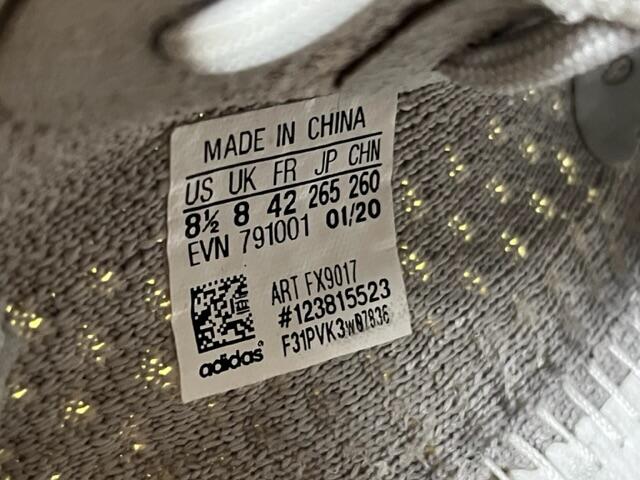 MADE IN CHINA
US UK FR JP CHN
8½ 8 42 265 260
EVN 791001 01/20
ART FX9017
#123815523
F31PVK3W07836
adidas